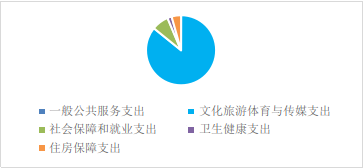 一般公共服务支出 文化旅游体育与传媒支出
社会保障和就业支出 卫生健康支出
住房保障支出